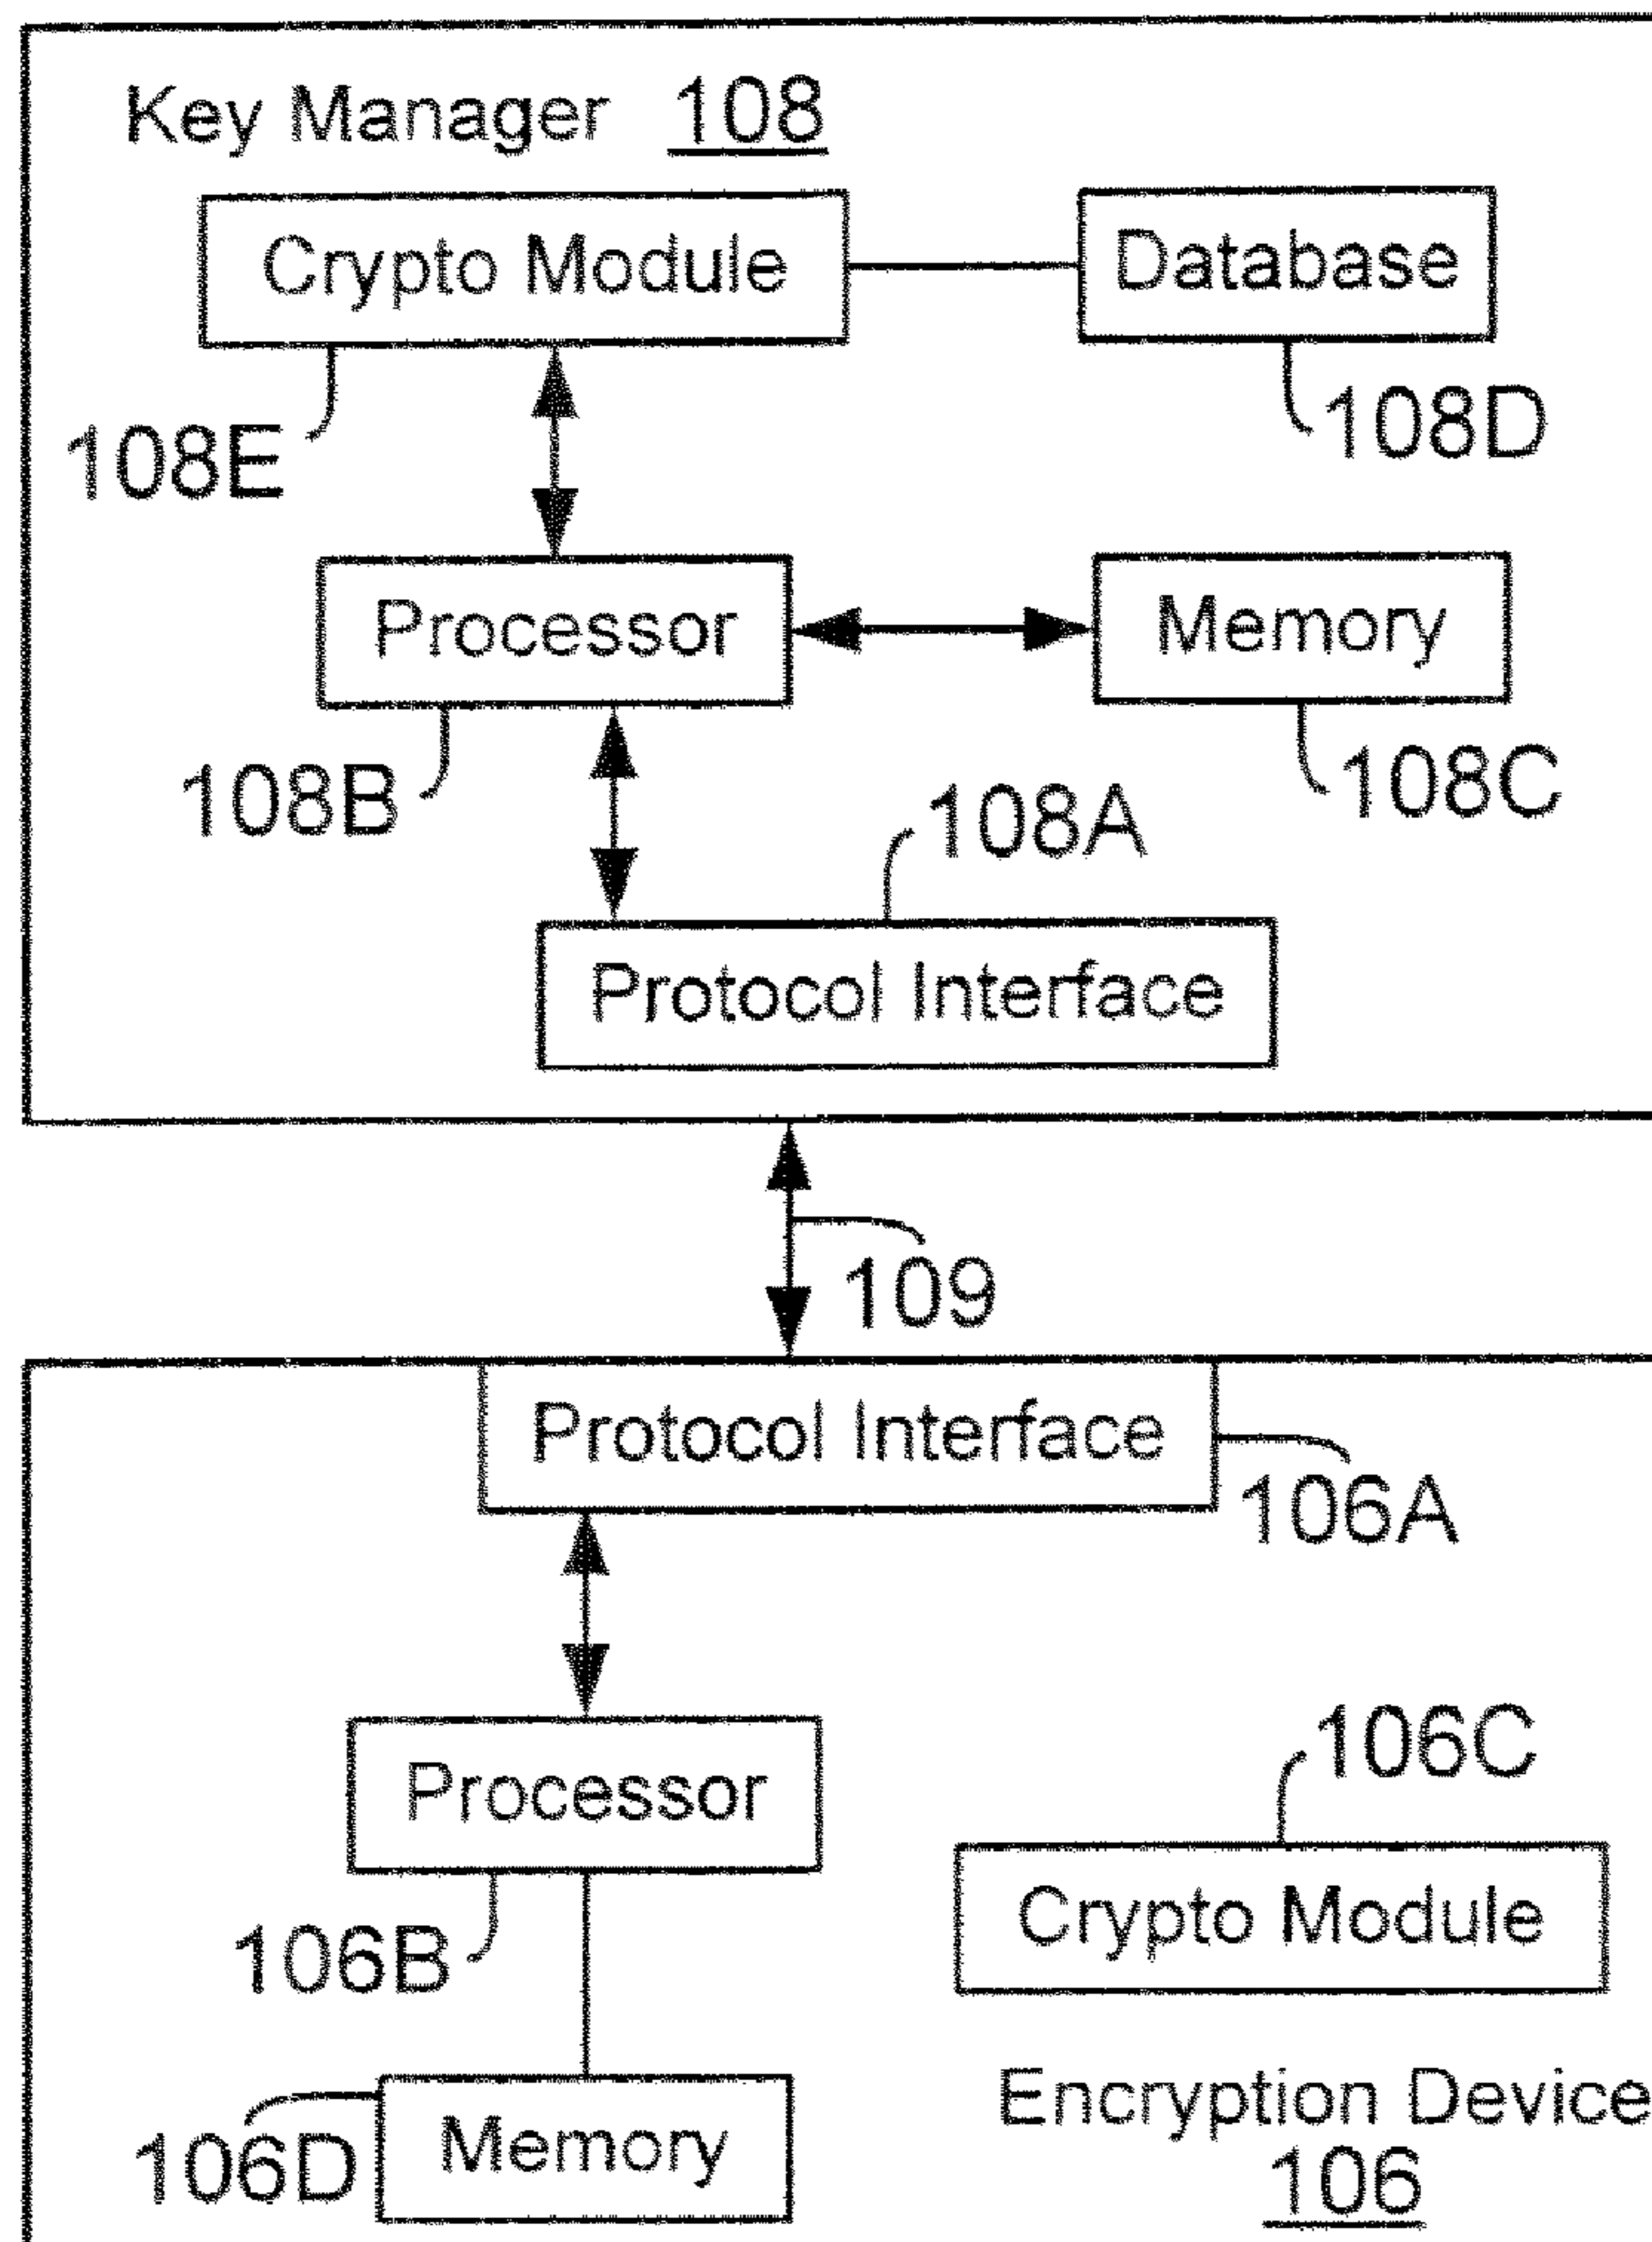 Key Manager 108
Crypto Module
Database
108E
108D
Processor
Memory
108B
108C
108A
Protocol Interface
109
Protocol Interface
106A
Processor
106C
106B
Crypto Module
Memory
106D
Encryption Device
106